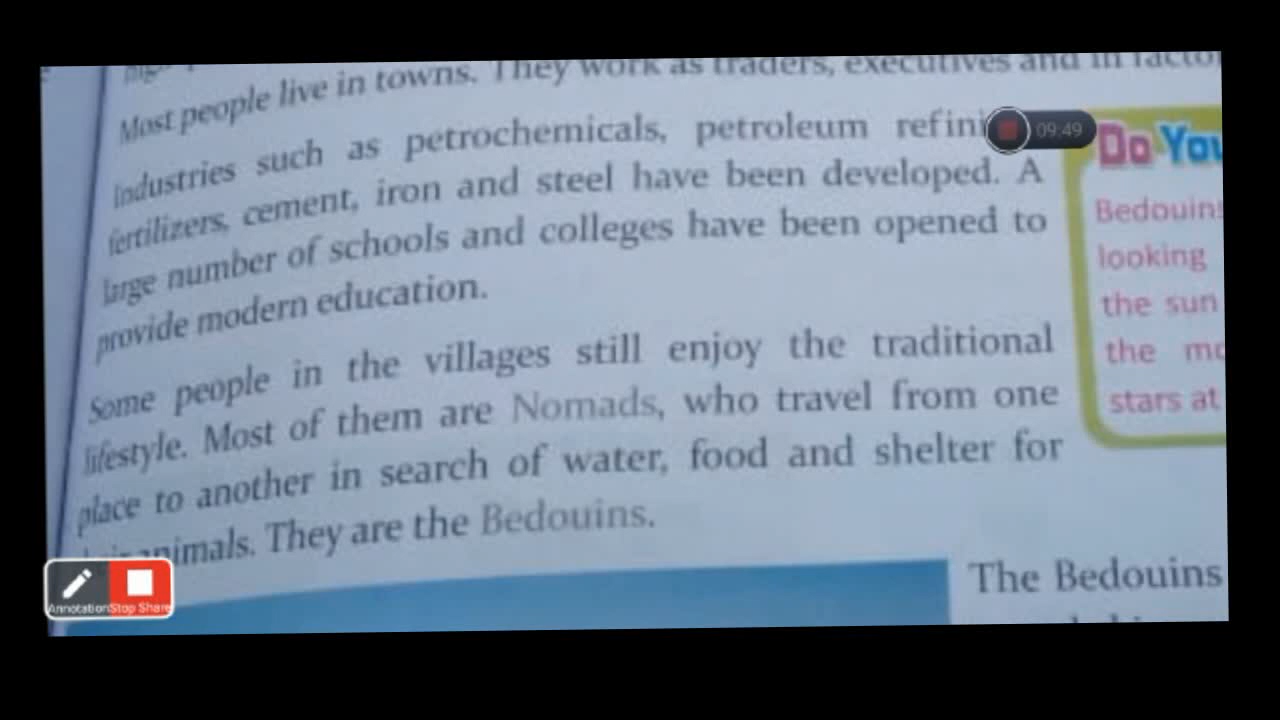 Most people live in towns. They work as traders, executives and in
Industries such as petrochemicals, petroleum
fertilizers, cement, iron and steel have been developed. A
large number of schools and colleges have been opened to
provide modern education.
Some people in the villages still enjoy the traditional
lifestyle. Most of them are Nomads, who travel from one
place to another in search of water, food and shelter for
animals. They are the Bedouins.
09:49
Do You
Bedouins
looking
the sun
the
stars at
The Bedouins
Annotation Stop Share